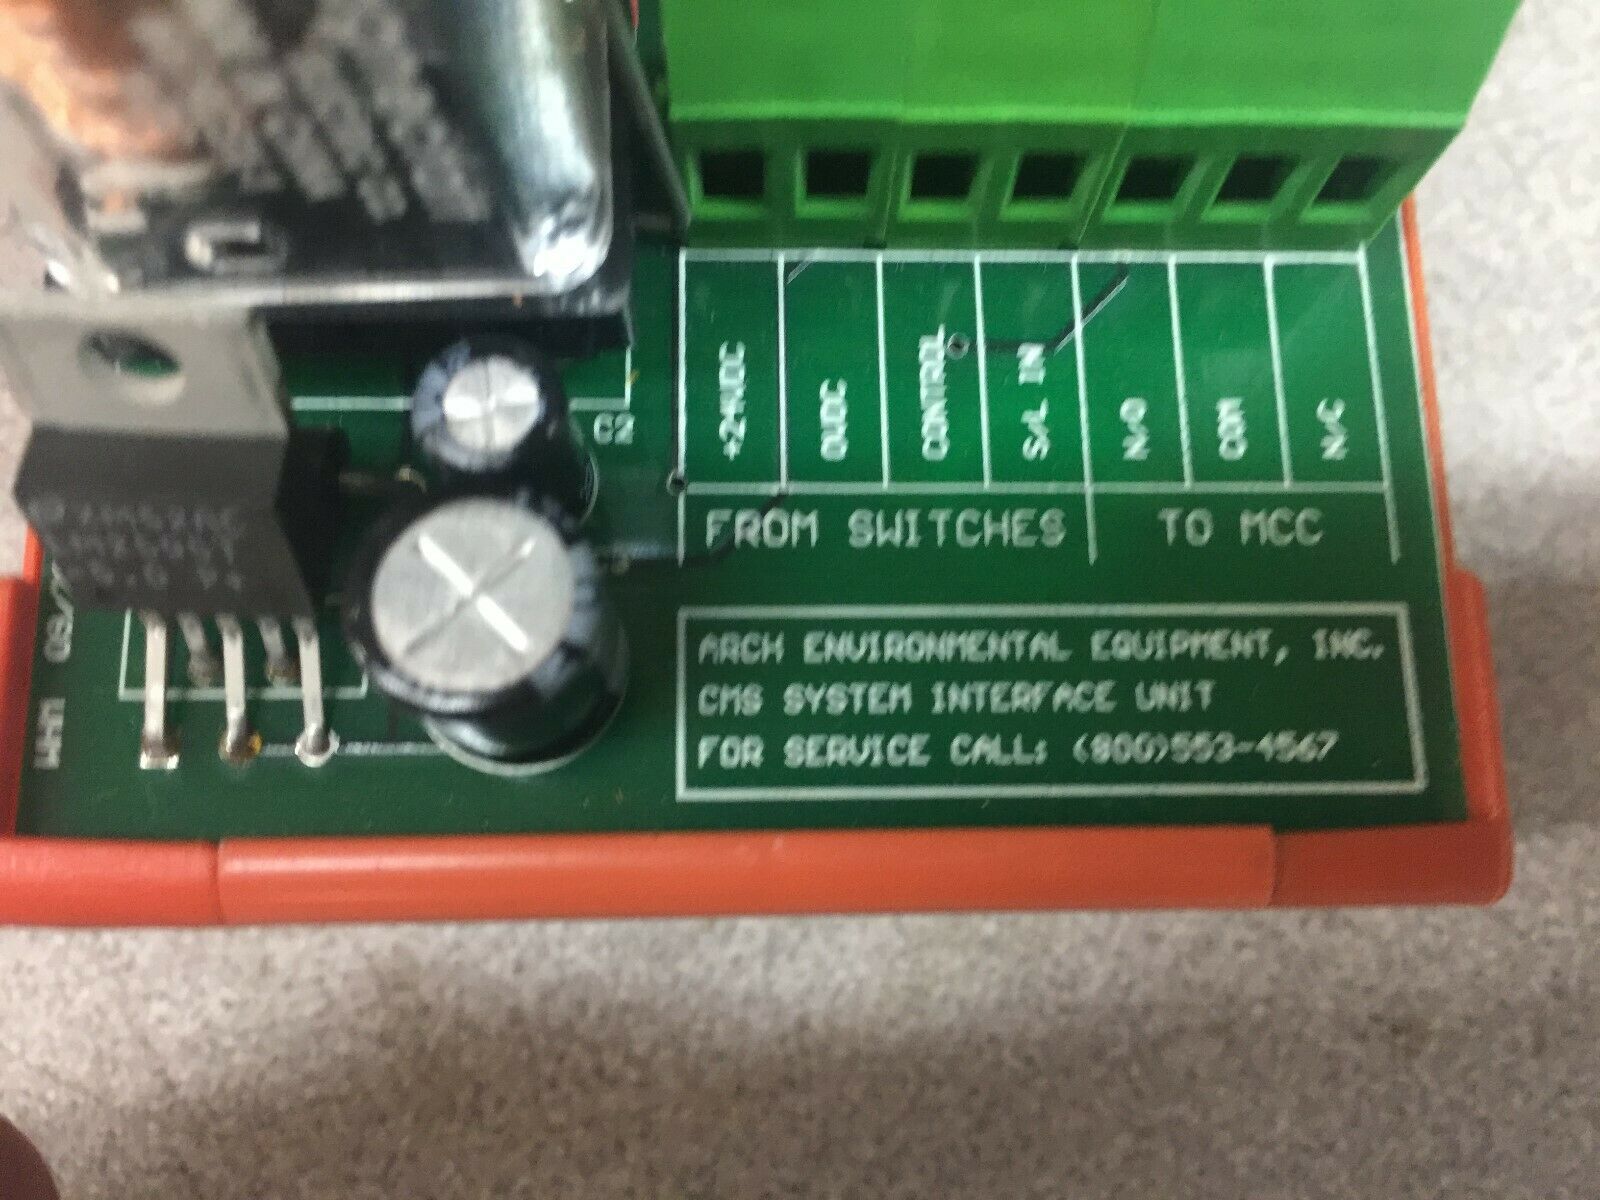 +24VDC
0VDC
CONTROL
S/L IN
N/O
COM
N/C
C2
FROM SWITCHES
TO MCC
ARCH ENVIRONMENTAL EQUIPMENT, INC.
CMS SYSTEM INTERFACE UNIT
FOR SERVICE CALL: (800)553-4567